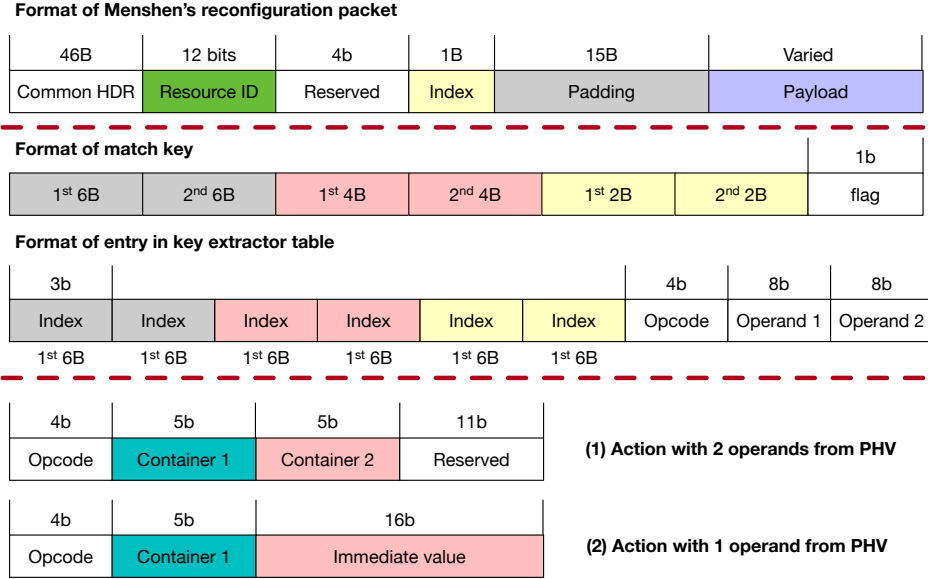 Format of Menshen's reconfiguration packet
46B 12 bits 4b 1B 15B Varied
Common HDR Resource ID Reserved Index Padding Payload
Format of match key
1b
1st 6B 2nd 6B 1st 4B 2nd 4B 1st 2B 2nd 2B flag
Format of entry in key extractor table
3b 4b 8b 8b
Index Index Index Index Index Index Opcode Operand 1 Operand 2
1st 6B 1st 6B 1st 6B 1st 6B 1st 6B 1st 6B
4b 5b 5b 11b
Opcode Container 1 Container 2 Reserved (1) Action with 2 operands from PHV
4b 5b 16b
Opcode Container 1 Immediate value (2) Action with 1 operand from PHV